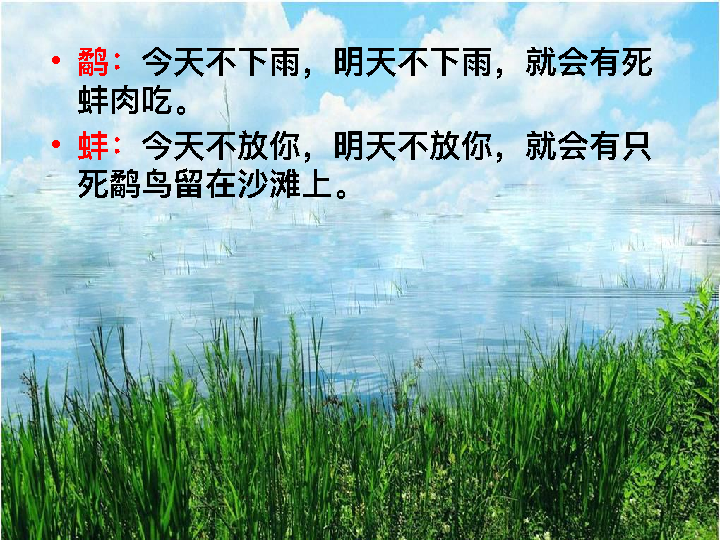 • 鹬：今天不下雨，明天不下雨，就会有死
蚌肉吃。
• 蚌：今天不放你，明天不放你，就会有只
死鹬鸟留在沙滩上。